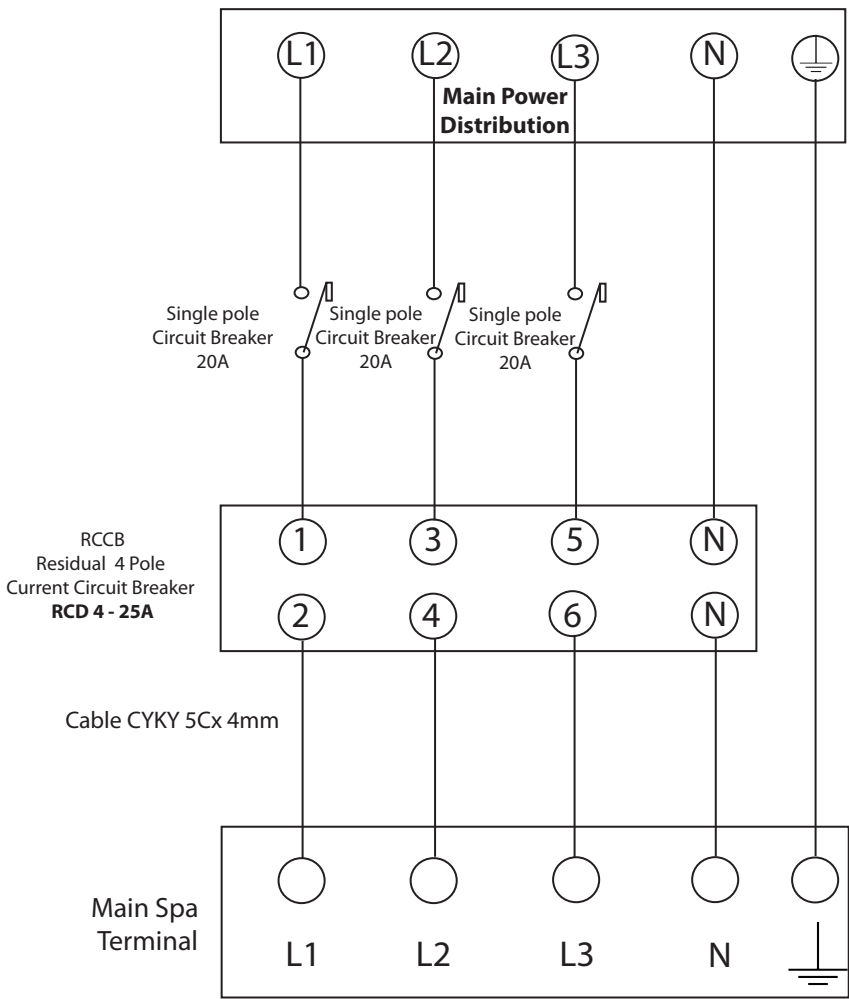 L1 L2 L3 N
Main Power
Distribution
Single pole
Circuit Breaker
20A
Single pole
Circuit Breaker
20A
Single pole
Circuit Breaker
20A
RCCB
Residual 4 Pole
Current Circuit Breaker
RCD 4 - 25A
1 3 5 N
2 4 6 N
Cable CYKY 5Cx 4mm
Main Spa
Terminal
L1 L2 L3 N